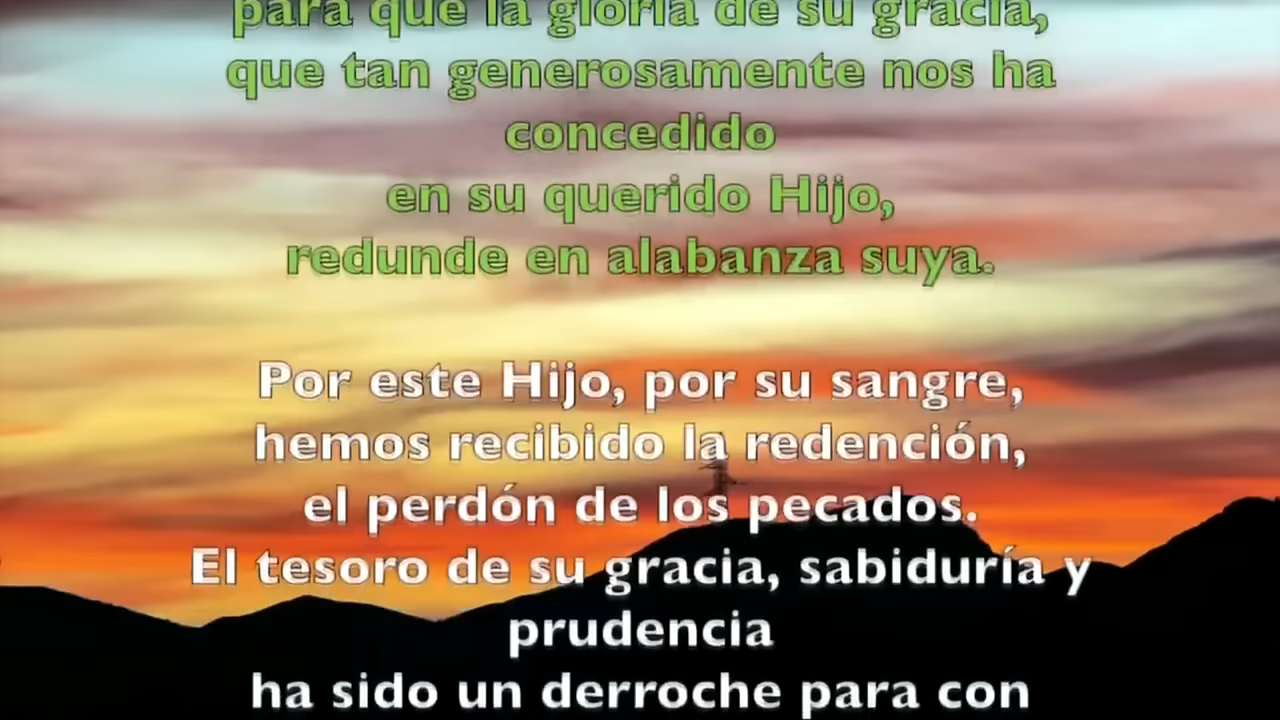 para que la gloria de su gracia,
que tan generosamente nos ha
concedido
en su querido Hijo,
redunde en alabanza suya.
Por este Hijo, por su sangre,
hemos recibido la redención,
el perdón de los pecados.
El tesoro de su gracia, sabiduría y
prudencia
ha sido un derroche para con